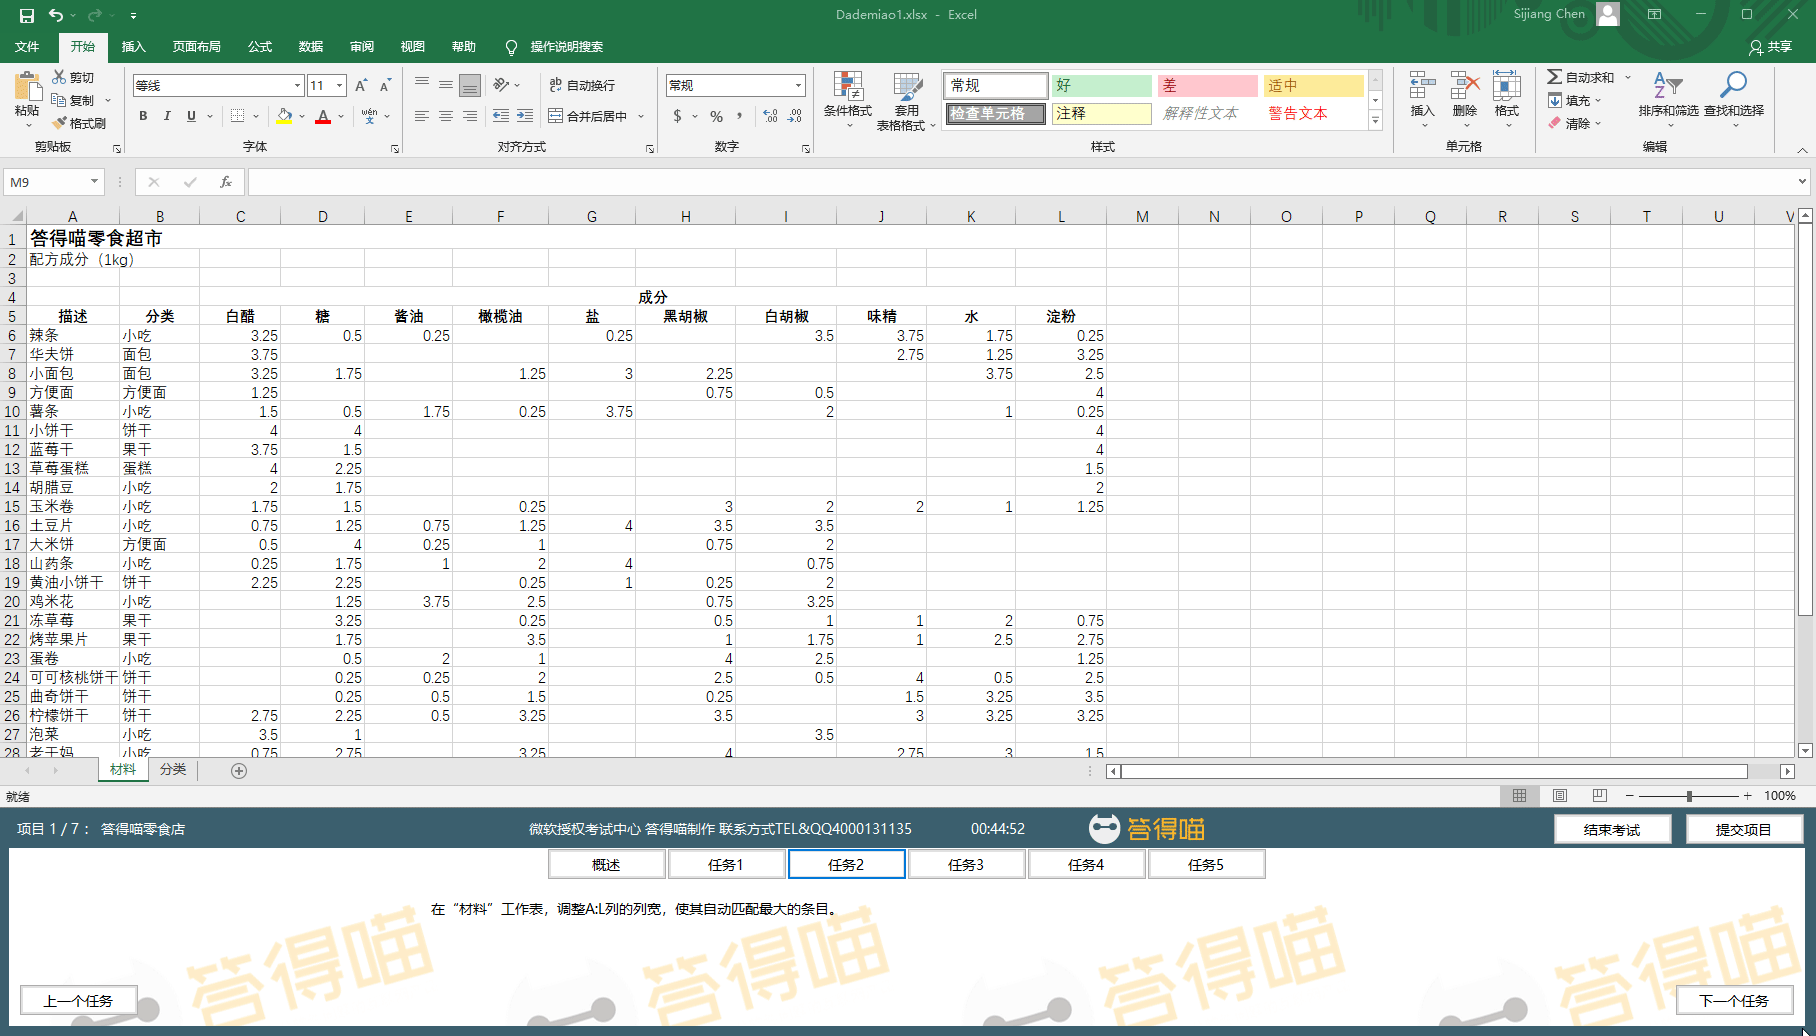 Dademiao1.xlsx - Excel
Sijiang Chen
文件 开始 插入 页面布局 公式 数据 审阅 视图 帮助 操作说明搜索 共享
粘贴 剪切 复制 格式刷 剪贴板
等线 11 B I U A wén 文 字体
ab 自动换行 合并后居中 对齐方式
常规 $ % , 数字
条件格式 套用表格格式
常规 好 差 适中
检查单元格 注释 解释性文本 警告文本
样式
插入 删除 格式 单元格
自动求和 填充 清除 排序和筛选 查找和选择 编辑
M9 fx
A B C D E F G H I J K L M N O P Q R S T U V
1 答得喵零食超市
2 配方成分（1kg）
3
4 成分
5 描述 分类 白醋 糖 酱油 橄榄油 盐 黑胡椒 白胡椒 味精 水 淀粉
6 辣条 小吃 3.25 0.5 0.25 0.25 3.5 3.75 1.75 0.25
7 华夫饼 面包 3.75 2.75 1.25 3.25
8 小面包 面包 3.25 1.75 1.25 3 2.25 3.75 2.5
9 方便面 方便面 1.25 0.75 0.5 4
10 薯条 小吃 1.5 0.5 1.75 0.25 3.75 2 1 0.25
11 小饼干 饼干 4 4 4
12 蓝莓干 果干 3.75 1.5 4
13 草莓蛋糕 蛋糕 4 2.25 1.5
14 胡腊豆 小吃 2 1.75 2
15 玉米卷 小吃 1.75 1.5 0.25 3 2 2 1 1.25
16 土豆片 小吃 0.75 1.25 0.75 1.25 4 3.5 3.5
17 大米饼 方便面 0.5 4 0.25 1 0.75 2
18 山药条 小吃 0.25 1.75 1 2 4 0.75
19 黄油小饼干 饼干 2.25 2.25 0.25 1 0.25 2
20 鸡米花 小吃 1.25 3.75 2.5 0.75 3.25
21 冻草莓 果干 3.25 0.25 0.5 1 1 2 0.75
22 烤苹果片 果干 1.75 3.5 1 1.75 1 2.5 2.75
23 蛋卷 小吃 0.5 2 1 4 2.5 1.25
24 可可核桃饼干 饼干 0.25 0.25 2 2.5 0.5 4 0.5 2.5
25 曲奇饼干 饼干 0.25 0.5 1.5 0.25 1.5 3.25 3.5
26 柠檬饼干 饼干 2.75 2.25 0.5 3.25 3.5 3 3.25 3.25
27 泡菜 小吃 3.5 1 3.5
28 老干妈 小吃 0.75 2.75 3.25 4 2.75 3 1.5
材料 分类
就绪 100%
项目 1 / 7： 答得喵零食店 微软授权考试中心 答得喵制作 联系方式TEL&QQ4000131135 00:44:52 答得喵 结束考试 提交项目
概述 任务1 任务2 任务3 任务4 任务5
在“材料”工作表，调整A:L列的列宽，使其自动匹配最大的条目。
答得喵 答得喵 答得喵 答得喵
上一个任务 下一个任务